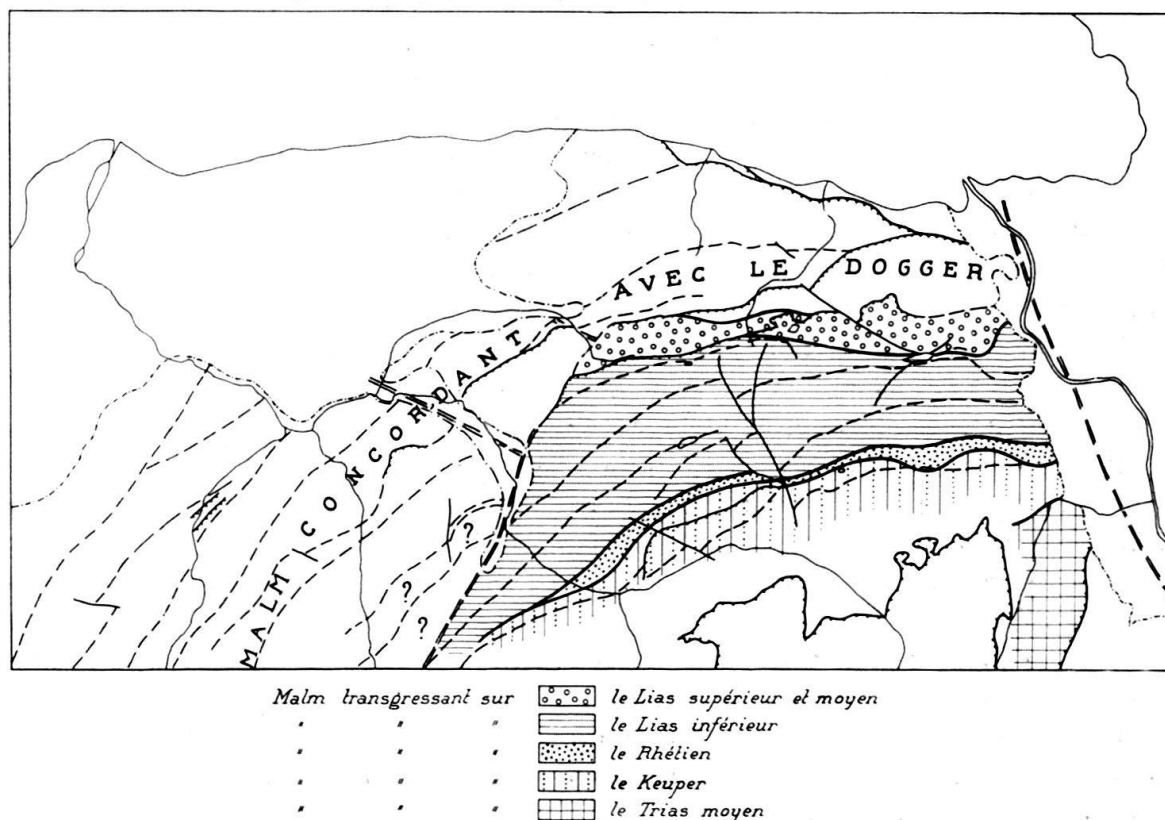 AVEC LE DOGGER
MALM CONCORDANT
?
?
?
Malm transgressant sur le Lias supérieur et moyen
" " " le Lias inférieur
" " " le Rhétien
" " " le Keuper
" " " le Trias moyen